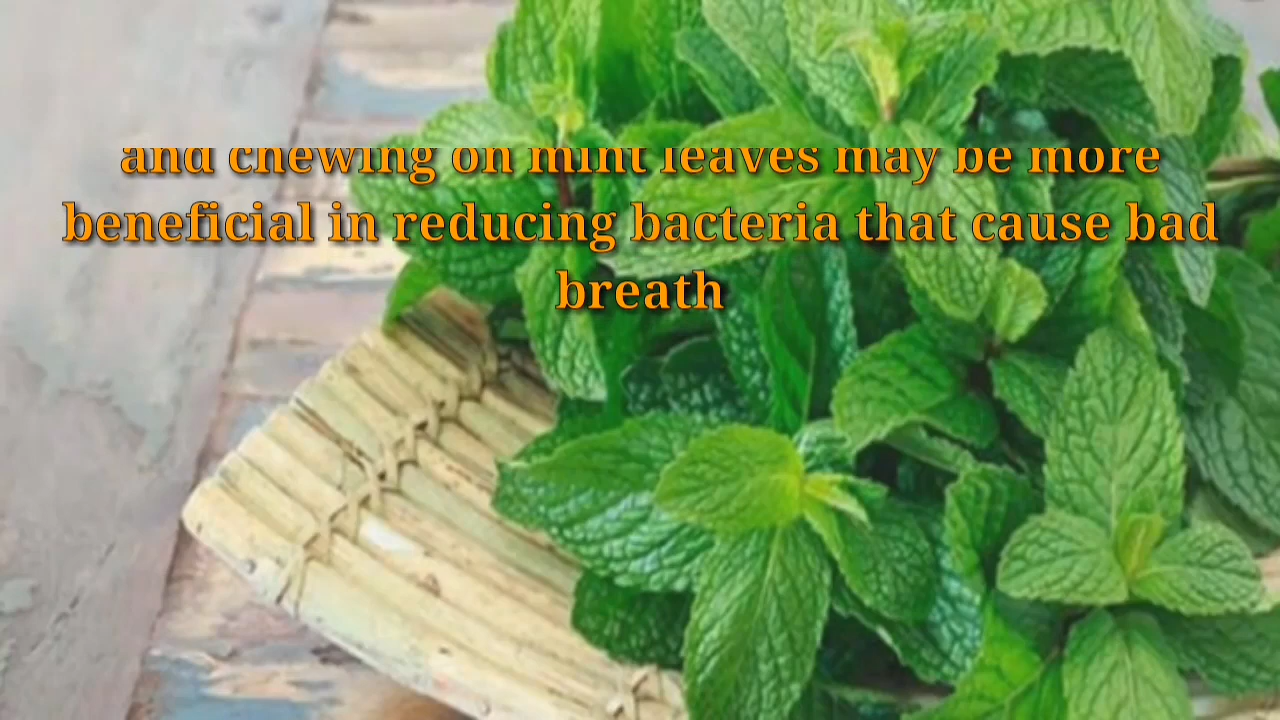 and chewing on mint leaves may be more
beneficial in reducing bacteria that cause bad
breath